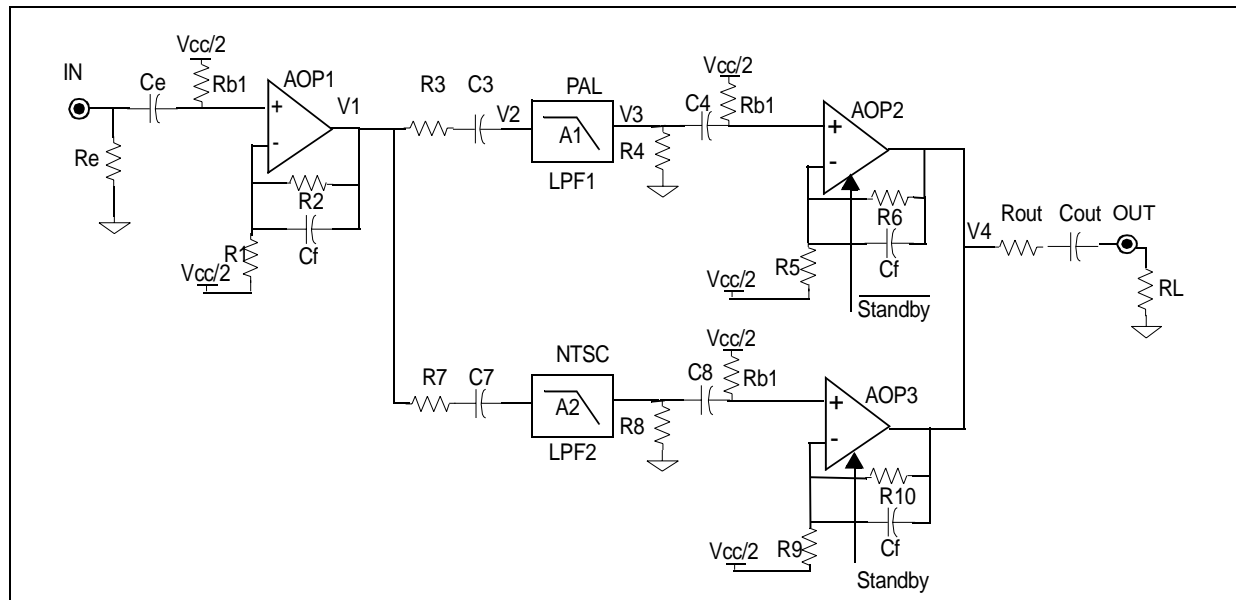 IN
Ce
Vcc/2
Rb1
AOP1
+
-
Re
R2
Cf
R1
Vcc/2
V1
R3
C3
V2
PAL
A1
LPF1
V3
R4
C4
Vcc/2
Rb1
AOP2
+
-
R6
Cf
R5
Vcc/2
Standby
V4
Rout
Cout
OUT
RL
R7
C7
NTSC
A2
LPF2
R8
C8
Vcc/2
Rb1
AOP3
+
-
R10
Cf
R9
Vcc/2
Standby